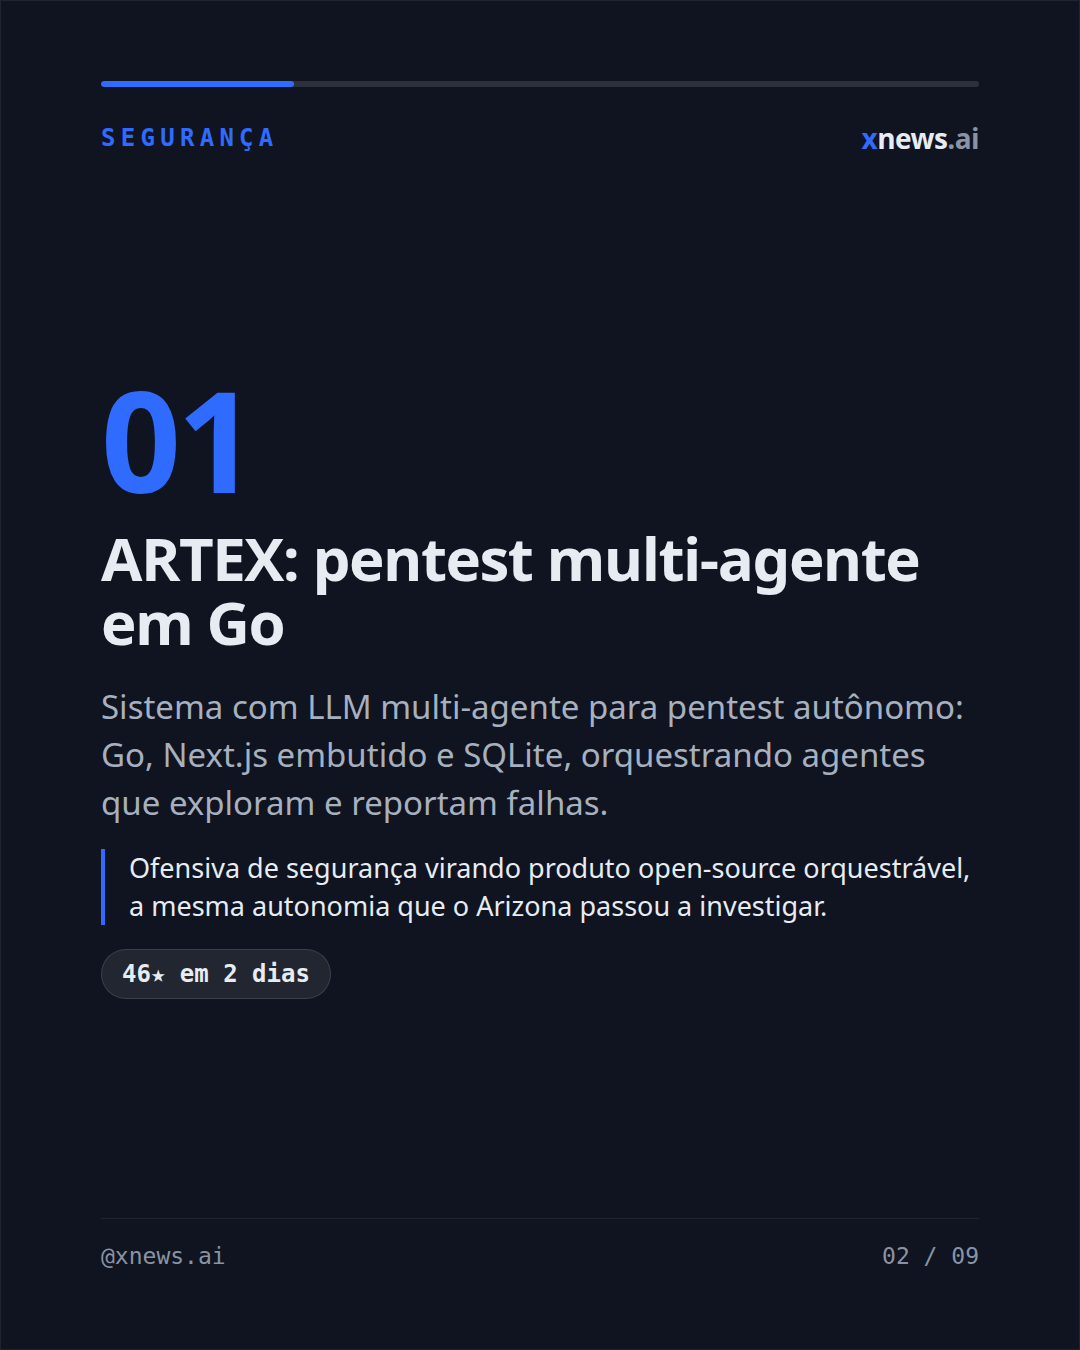 SEGURANÇA
xnews.ai
01
ARTEX: pentest multi-agente
em Go
Sistema com LLM multi-agente para pentest autônomo:
Go, Next.js embutido e SQLite, orquestrando agentes
que exploram e reportam falhas.
Ofensiva de segurança virando produto open-source orquestrável,
a mesma autonomia que o Arizona passou a investigar.
46★ em 2 dias
@xnews.ai
02 / 09